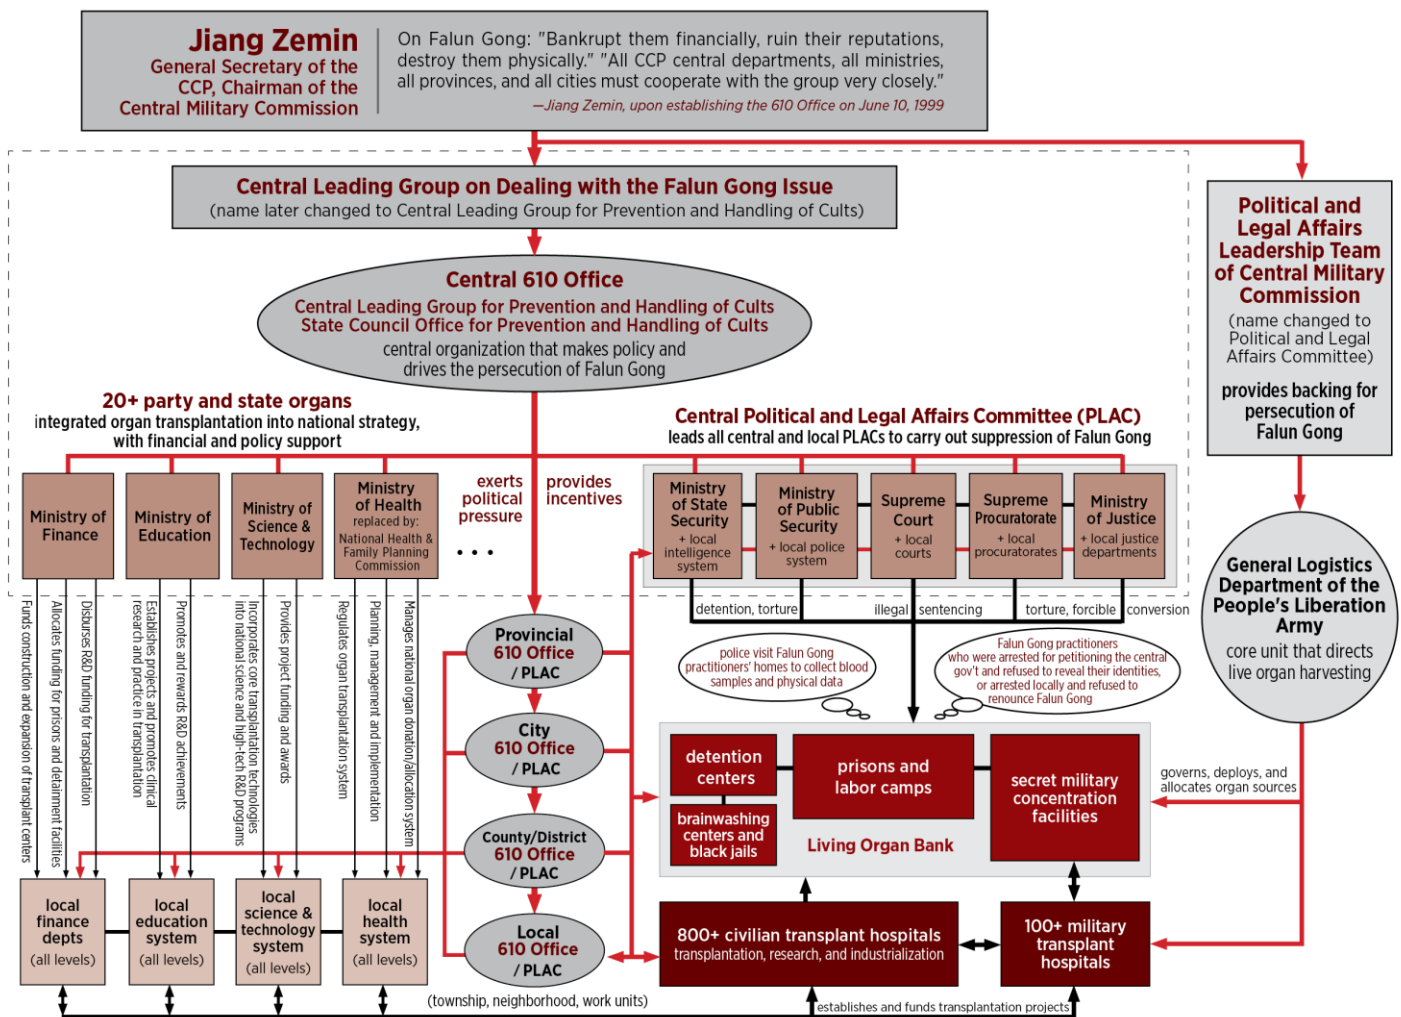 Jiang Zemin
General Secretary of the
CCP, Chairman of the
Central Military Commission
On Falun Gong: "Bankrupt them financially, ruin their reputations,
destroy them physically." "All CCP central departments, all ministries,
all provinces, and all cities must cooperate with the group very closely."
—Jiang Zemin, upon establishing the 610 Office on June 10, 1999
Central Leading Group on Dealing with the Falun Gong Issue
(name later changed to Central Leading Group for Prevention and Handling of Cults)
Political and
Legal Affairs
Leadership Team
of Central Military
Commission
(name changed to
Political and Legal
Affairs Committee)
provides backing for
persecution of
Falun Gong
Central 610 Office
Central Leading Group for Prevention and Handling of Cults
State Council Office for Prevention and Handling of Cults
central organization that makes policy and
drives the persecution of Falun Gong
20+ party and state organs
integrated organ transplantation into national strategy,
with financial and policy support
Central Political and Legal Affairs Committee (PLAC)
leads all central and local PLACs to carry out suppression of Falun Gong
exerts
political
pressure
provides
incentives
Ministry of
Finance
Ministry of
Education
Ministry of
Science &
Technology
Ministry of
Health
replaced by:
National Health &
Family Planning
Commission
• • •
Ministry
of State
Security
+ local
intelligence
system
Ministry
of Public
Security
+ local police
system
Supreme
Court
+ local
courts
Supreme
Procuratorate
+ local
procuratorates
Ministry
of Justice
+ local justice
departments
General Logistics
Department of the
People's Liberation
Army
core unit that directs
live organ harvesting
Funds construction and expansion of transplant centers
Allocates funding for prisons and detainment facilities
Disburses R&D funding for transplantation
Establishes projects and promotes clinical
research and practice in transplantation
Promotes and rewards R&D achievements
Incorporates core transplantation technologies
into national science and high-tech R&D programs
Provides project funding and awards
Regulates organ transplantation system
Planning, management and implementation
Manages national organ donation/allocation system
detention, torture
illegal sentencing
torture, forcible conversion
Provincial
610 Office
/ PLAC
City
610 Office
/ PLAC
County/District
610 Office
/ PLAC
Local
610 Office
/ PLAC
(township, neighborhood, work units)
police visit Falun Gong
practitioners' homes to collect blood
samples and physical data
Falun Gong practitioners
who were arrested for petitioning the central
gov't and refused to reveal their identities,
or arrested locally and refused to
renounce Falun Gong
detention
centers
brainwashing
centers and
black jails
prisons and
labor camps
secret military
concentration
facilities
Living Organ Bank
governs, deploys, and
allocates organ sources
local
finance
depts
(all levels)
local
education
system
(all levels)
local
science &
technology
system
(all levels)
local
health
system
(all levels)
800+ civilian transplant hospitals
transplantation, research, and industrialization
100+ military
transplant
hospitals
establishes and funds transplantation projects